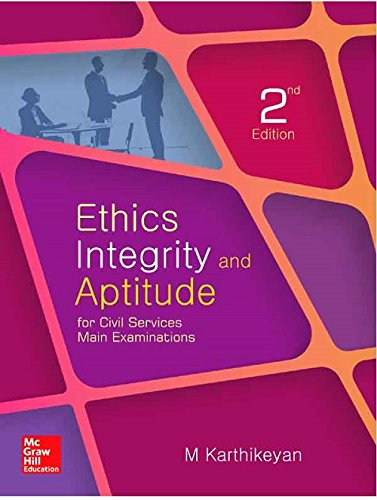 2nd
Edition
Ethics
Integrity and
Aptitude
for Civil Services
Main Examinations
Mc
Graw
Hill
Education
M Karthikeyan